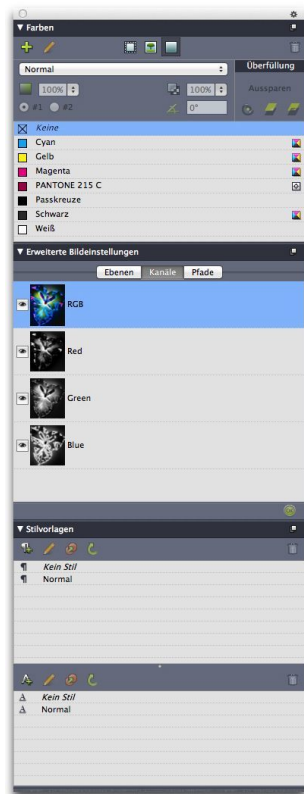 Farben
Normal
Überfüllung
100%
100%
Aussparen
#1
#2
0°
Keine
Cyan
Gelb
Magenta
PANTONE 215 C
Passkreuze
Schwarz
Weiß
Erweiterte Bildeinstellungen
Ebenen Kanäle Pfade
RGB
Red
Green
Blue
Stilvorlagen
Kein Stil
Normal
Kein Stil
Normal